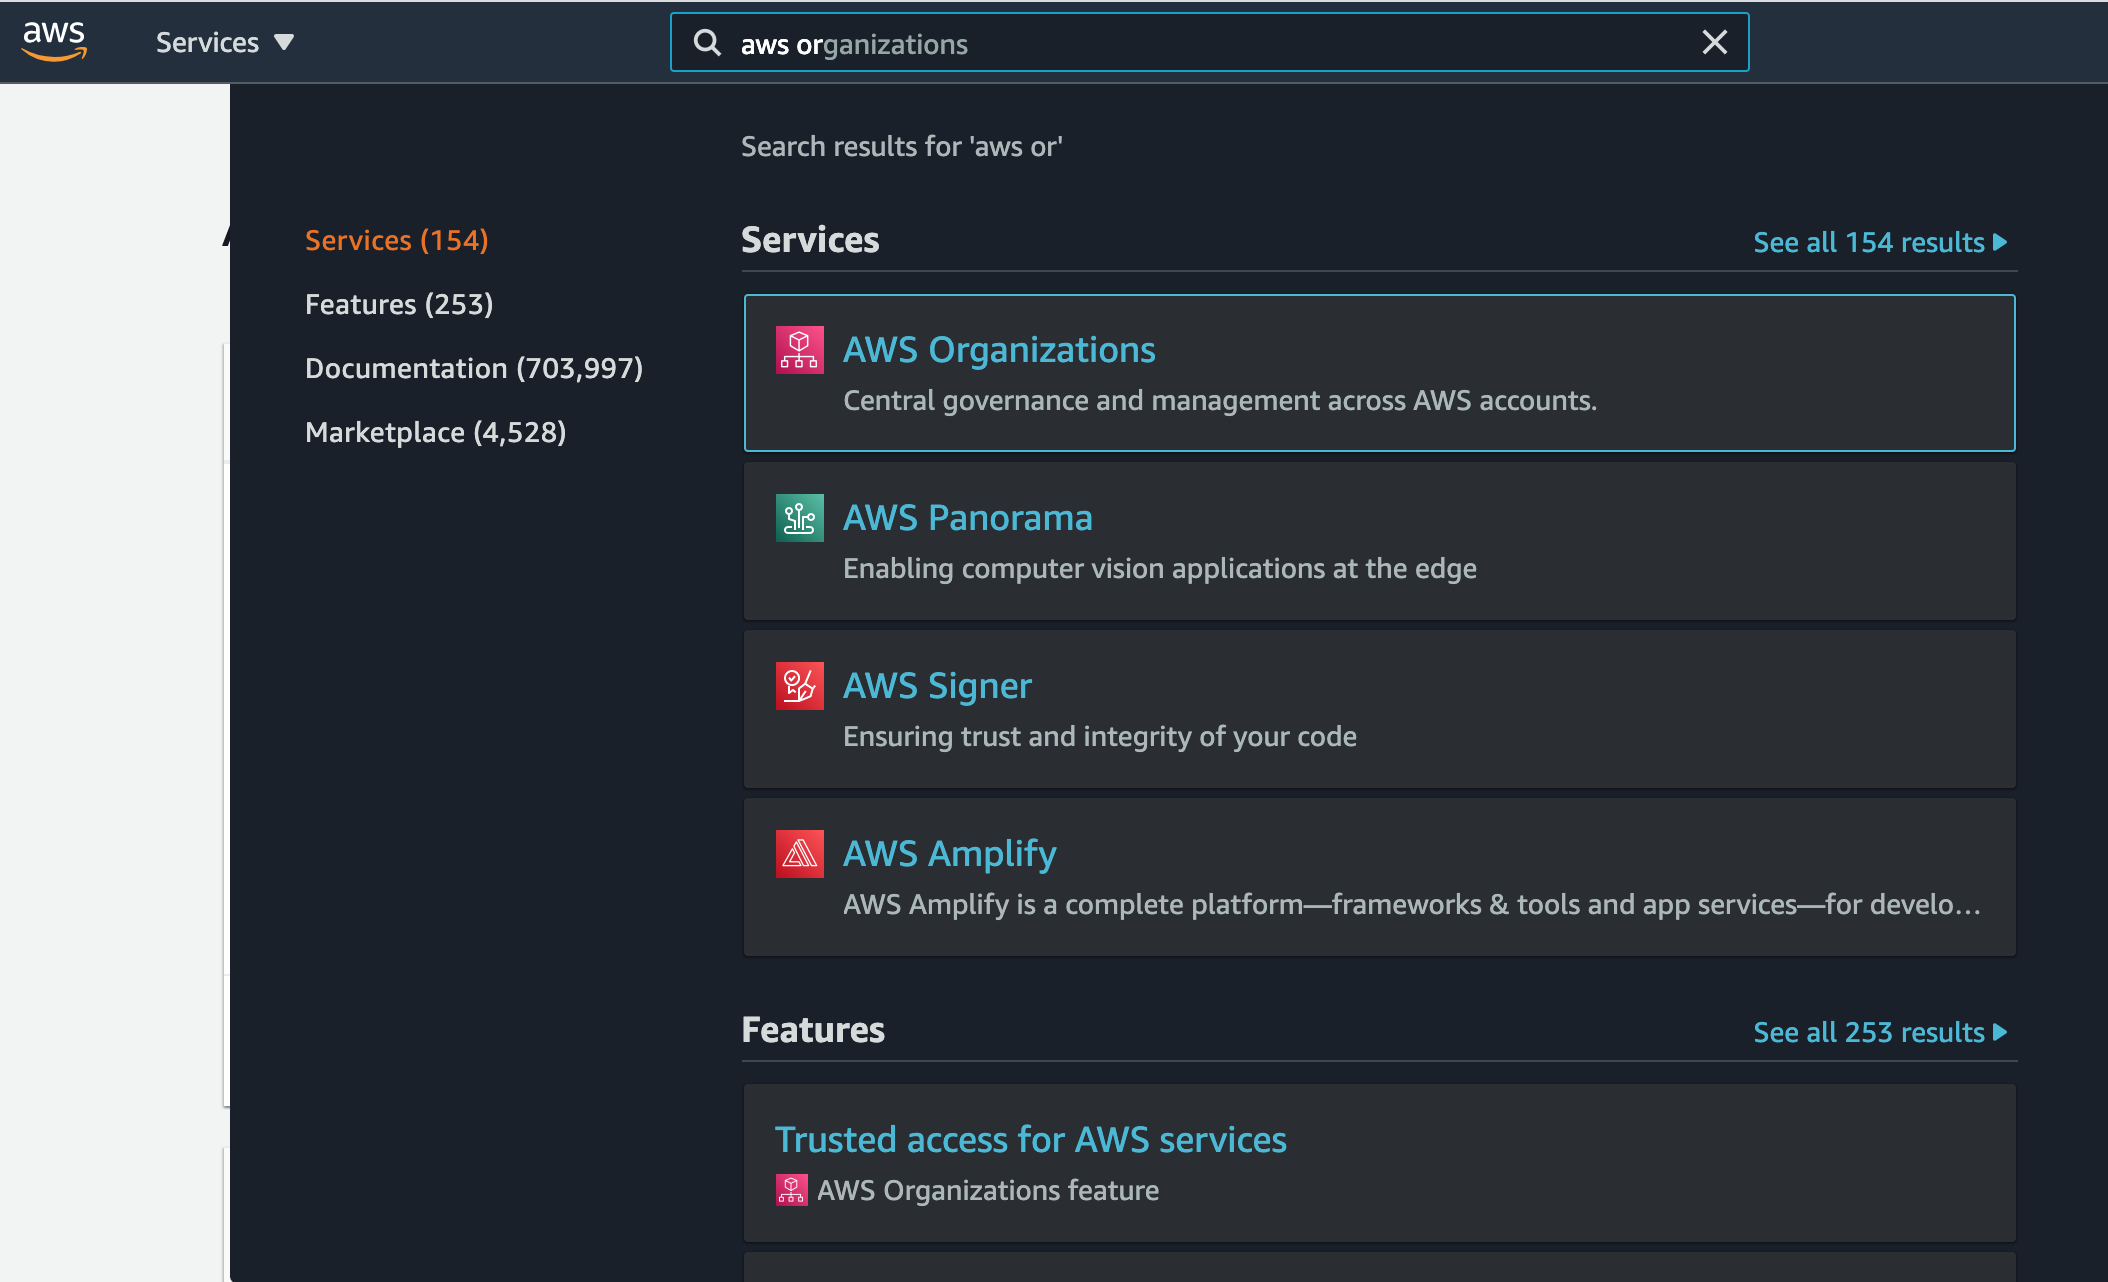 aws
Services
aws organizations
Search results for 'aws or'
Services (154)
Features (253)
Documentation (703,997)
Marketplace (4,528)
Services
See all 154 results
AWS Organizations
Central governance and management across AWS accounts.
AWS Panorama
Enabling computer vision applications at the edge
AWS Signer
Ensuring trust and integrity of your code
AWS Amplify
AWS Amplify is a complete platform—frameworks & tools and app services—for develo...
Features
See all 253 results
Trusted access for AWS services
AWS Organizations feature